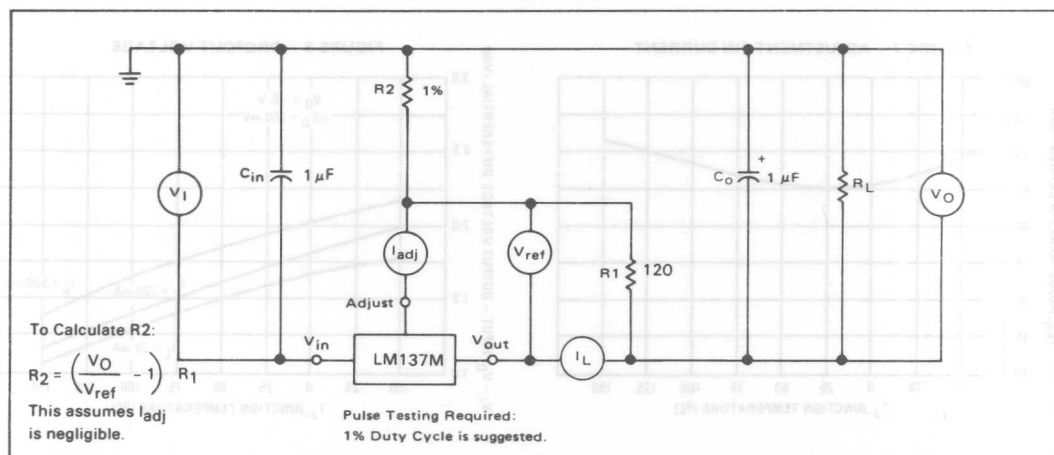 R2 1%
Cin 1 µF
+
Co 1 µF
RL
VI
VO
Iadj
Vref
R1 120
Adjust
Vin
LM137M
Vout
IL
To Calculate R2:
R2 = (VO/Vref - 1) R1
This assumes Iadj
is negligible.
Pulse Testing Required:
1% Duty Cycle is suggested.